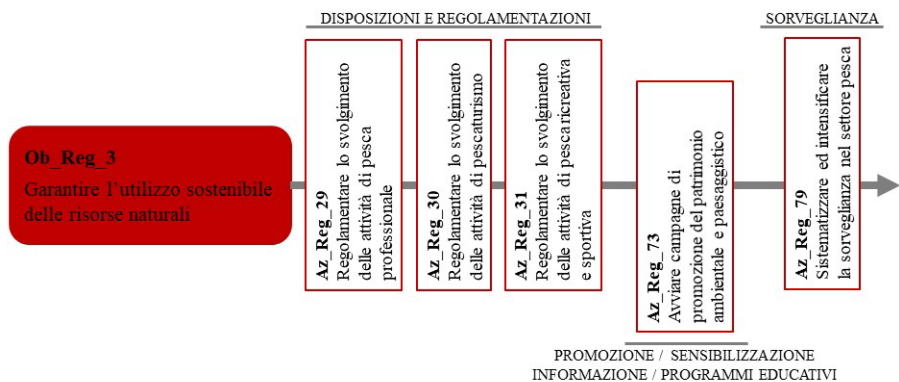 DISPOSIZIONI E REGOLAMENTAZIONI
SORVEGLIANZA
Ob_Reg_3
Garantire l’utilizzo sostenibile
delle risorse naturali
Az_Reg_29
Regolamentare lo svolgimento
delle attività di pesca
professionale
Az_Reg_30
Regolamentare lo svolgimento
delle attività di pescaturismo
Az_Reg_31
Regolamentare lo svolgimento
delle attività di pesca ricreativa
e sportiva
Az_Reg_73
Avviare campagne di
promozione del patrimonio
ambientale e paesaggistico
Az_Reg_79
Sistematizzare ed intensificare
la sorveglianza nel settore pesca
PROMOZIONE / SENSIBILIZZAZIONE
INFORMAZIONE / PROGRAMMI EDUCATIVI